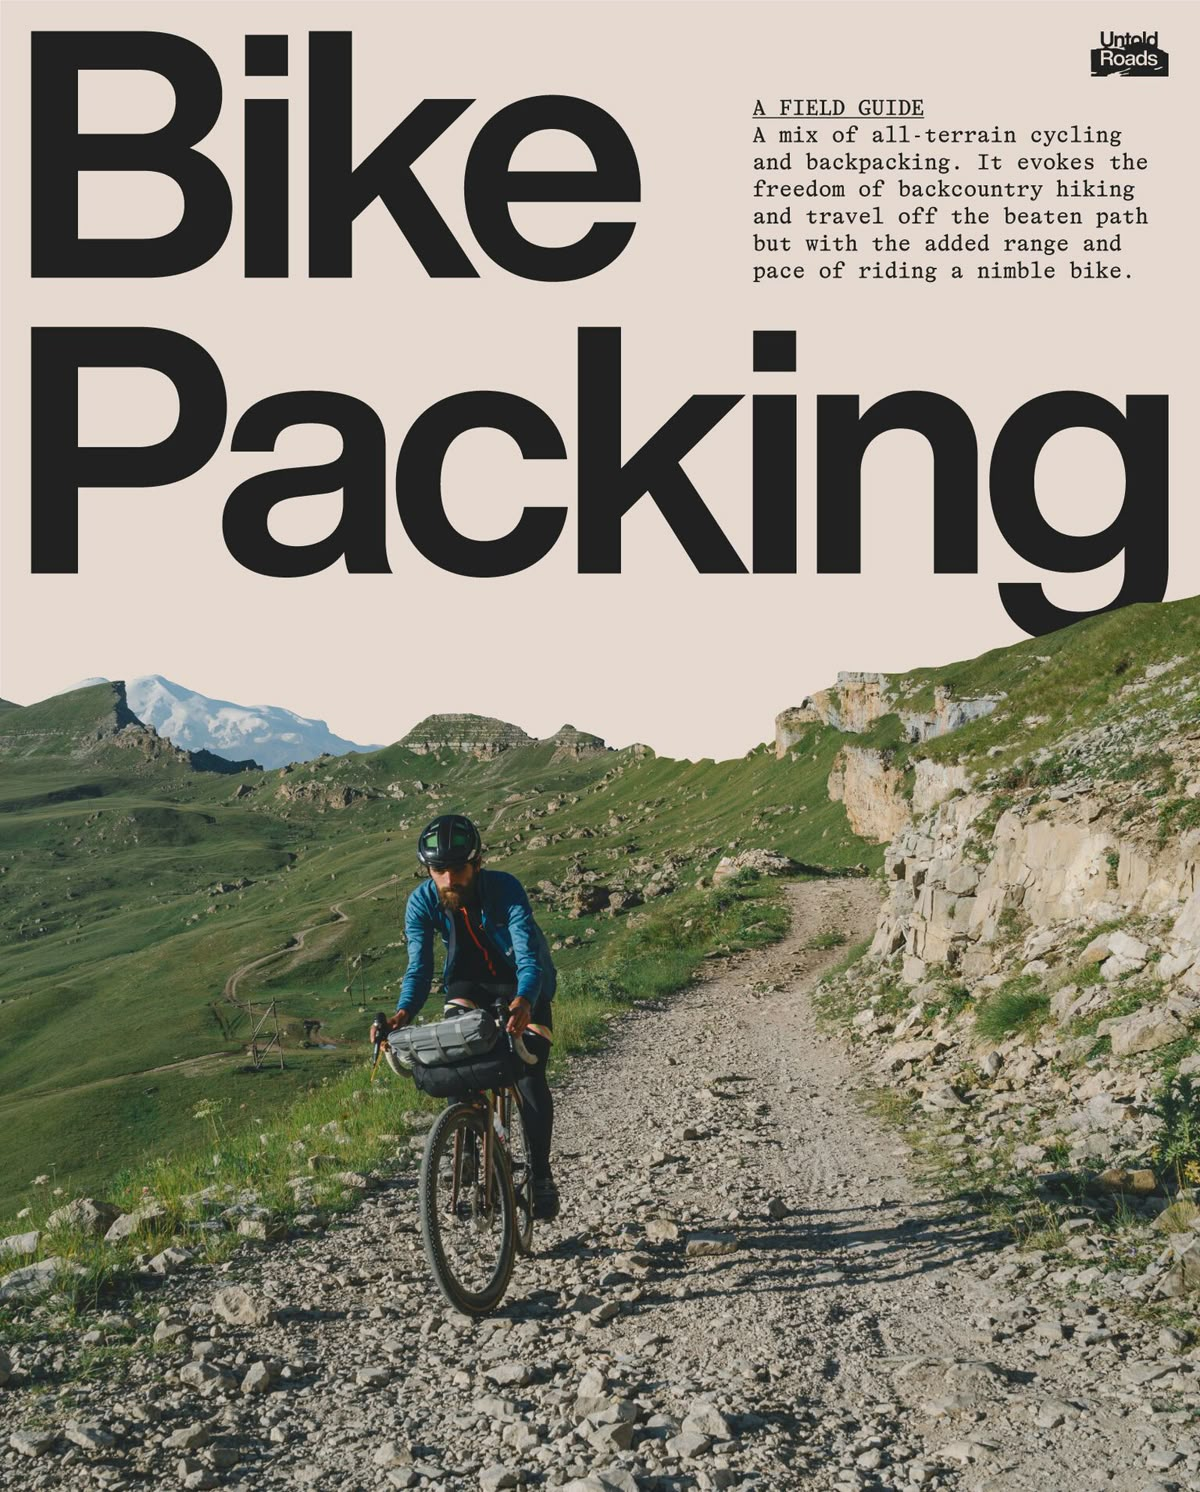 Bike
Packing
Untold
Roads
A FIELD GUIDE
A mix of all-terrain cycling
and backpacking. It evokes the
freedom of backcountry hiking
and travel off the beaten path
but with the added range and
pace of riding a nimble bike.